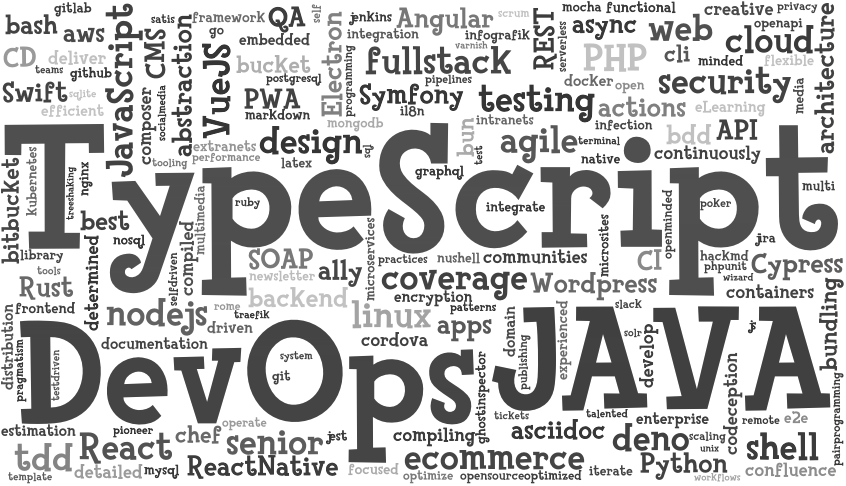 gitlab
bash
aws
CD
deliver
teams
github
Swift
sqlite
efficient
JavaScript
satis
CMS
composer
socialmedia
abstraction
tooling
framework
go
VueJS
QA
self
embedded
bucket
postgresql
PWA
markdown
extranets
performance
design
latex
sql
jenkins
integration
Electron
programming
mongodb
Angular
scrum
infografik
varnish
fullstack
pipelines
Symfony
il8n
testing
intranets
bun
test
graphql
agile
REST
serverless
mocha
functional
async
docker
open
actions
infection
terminal
native
PHP
web
cli
minded
creative
privacy
openapi
cloud
flexible
security
media
eLearning
bdd
API
continuously
architecture
TypeScript
bitbucket
kubernetes
treeshaking
nginx
best
nosql
multimedia
compiled
selfdriven
ruby
integrate
microsites
openminded
poker
multi
jira
library
tools
Rust
determined
frontend
SOAP
newsletter
ally
backend
microservices
practices
nushell
communities
coverage
encryption
Wordpress
CI
hackmd
phpunit
wizard
Cypress
containers
nodejs
rome
traefik
driven
linux
cordova
apps
patterns
domain
publishing
experienced
slack
solr
develop
js
bundling
distribution
pragmatism
testdriven
documentation
DevOps
JAVA
system
git
ghostinspector
tickets
talented
enterprise
codeception
remote
e2e
pairprogramming
estimation
pioneer
tdd
React
chef
operate
senior
jest
compiling
asciidoc
deno
scaling
unix
shell
template
detailed
mysql
ReactNative
focused
ecommerce
optimize
opensource
optimized
iterate
Python
workflows
confluence